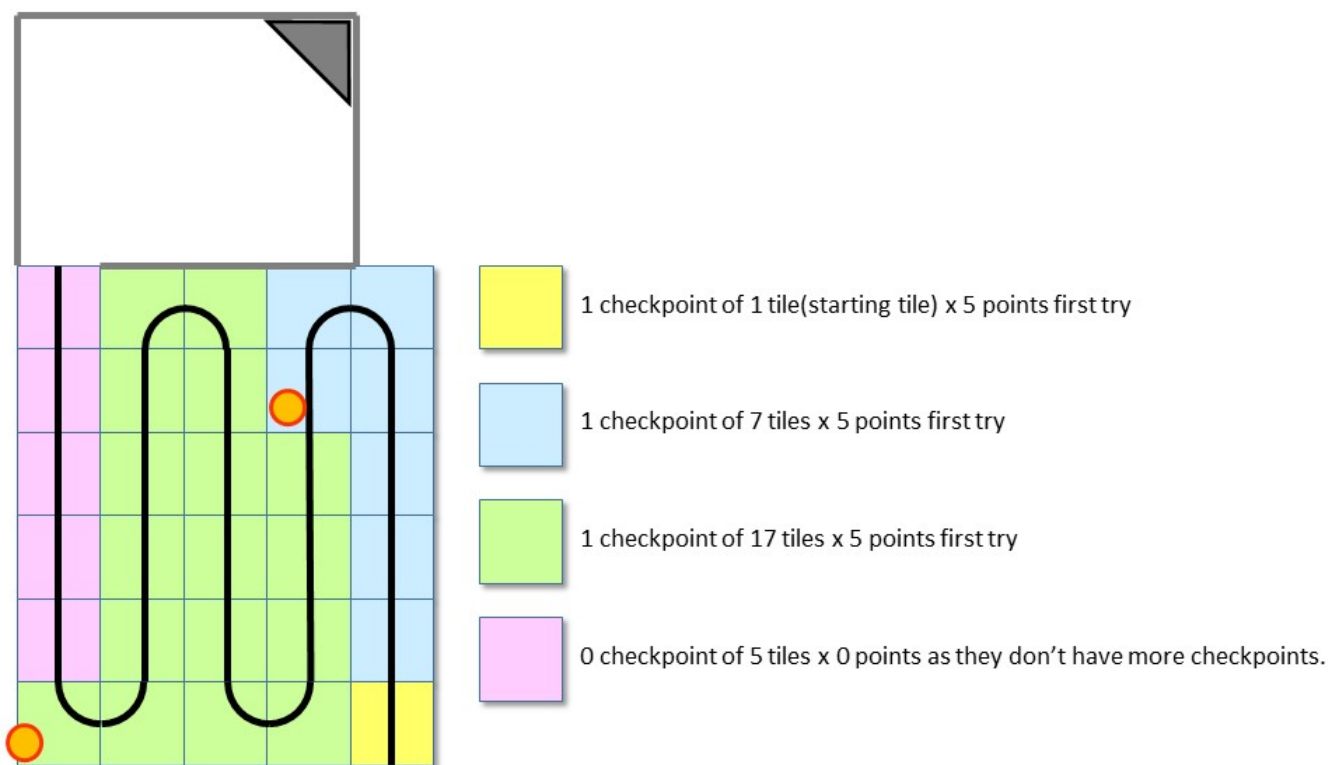 1 checkpoint of 1 tile(starting tile) x 5 points first try
1 checkpoint of 7 tiles x 5 points first try
1 checkpoint of 17 tiles x 5 points first try
0 checkpoint of 5 tiles x 0 points as they don’t have more checkpoints.